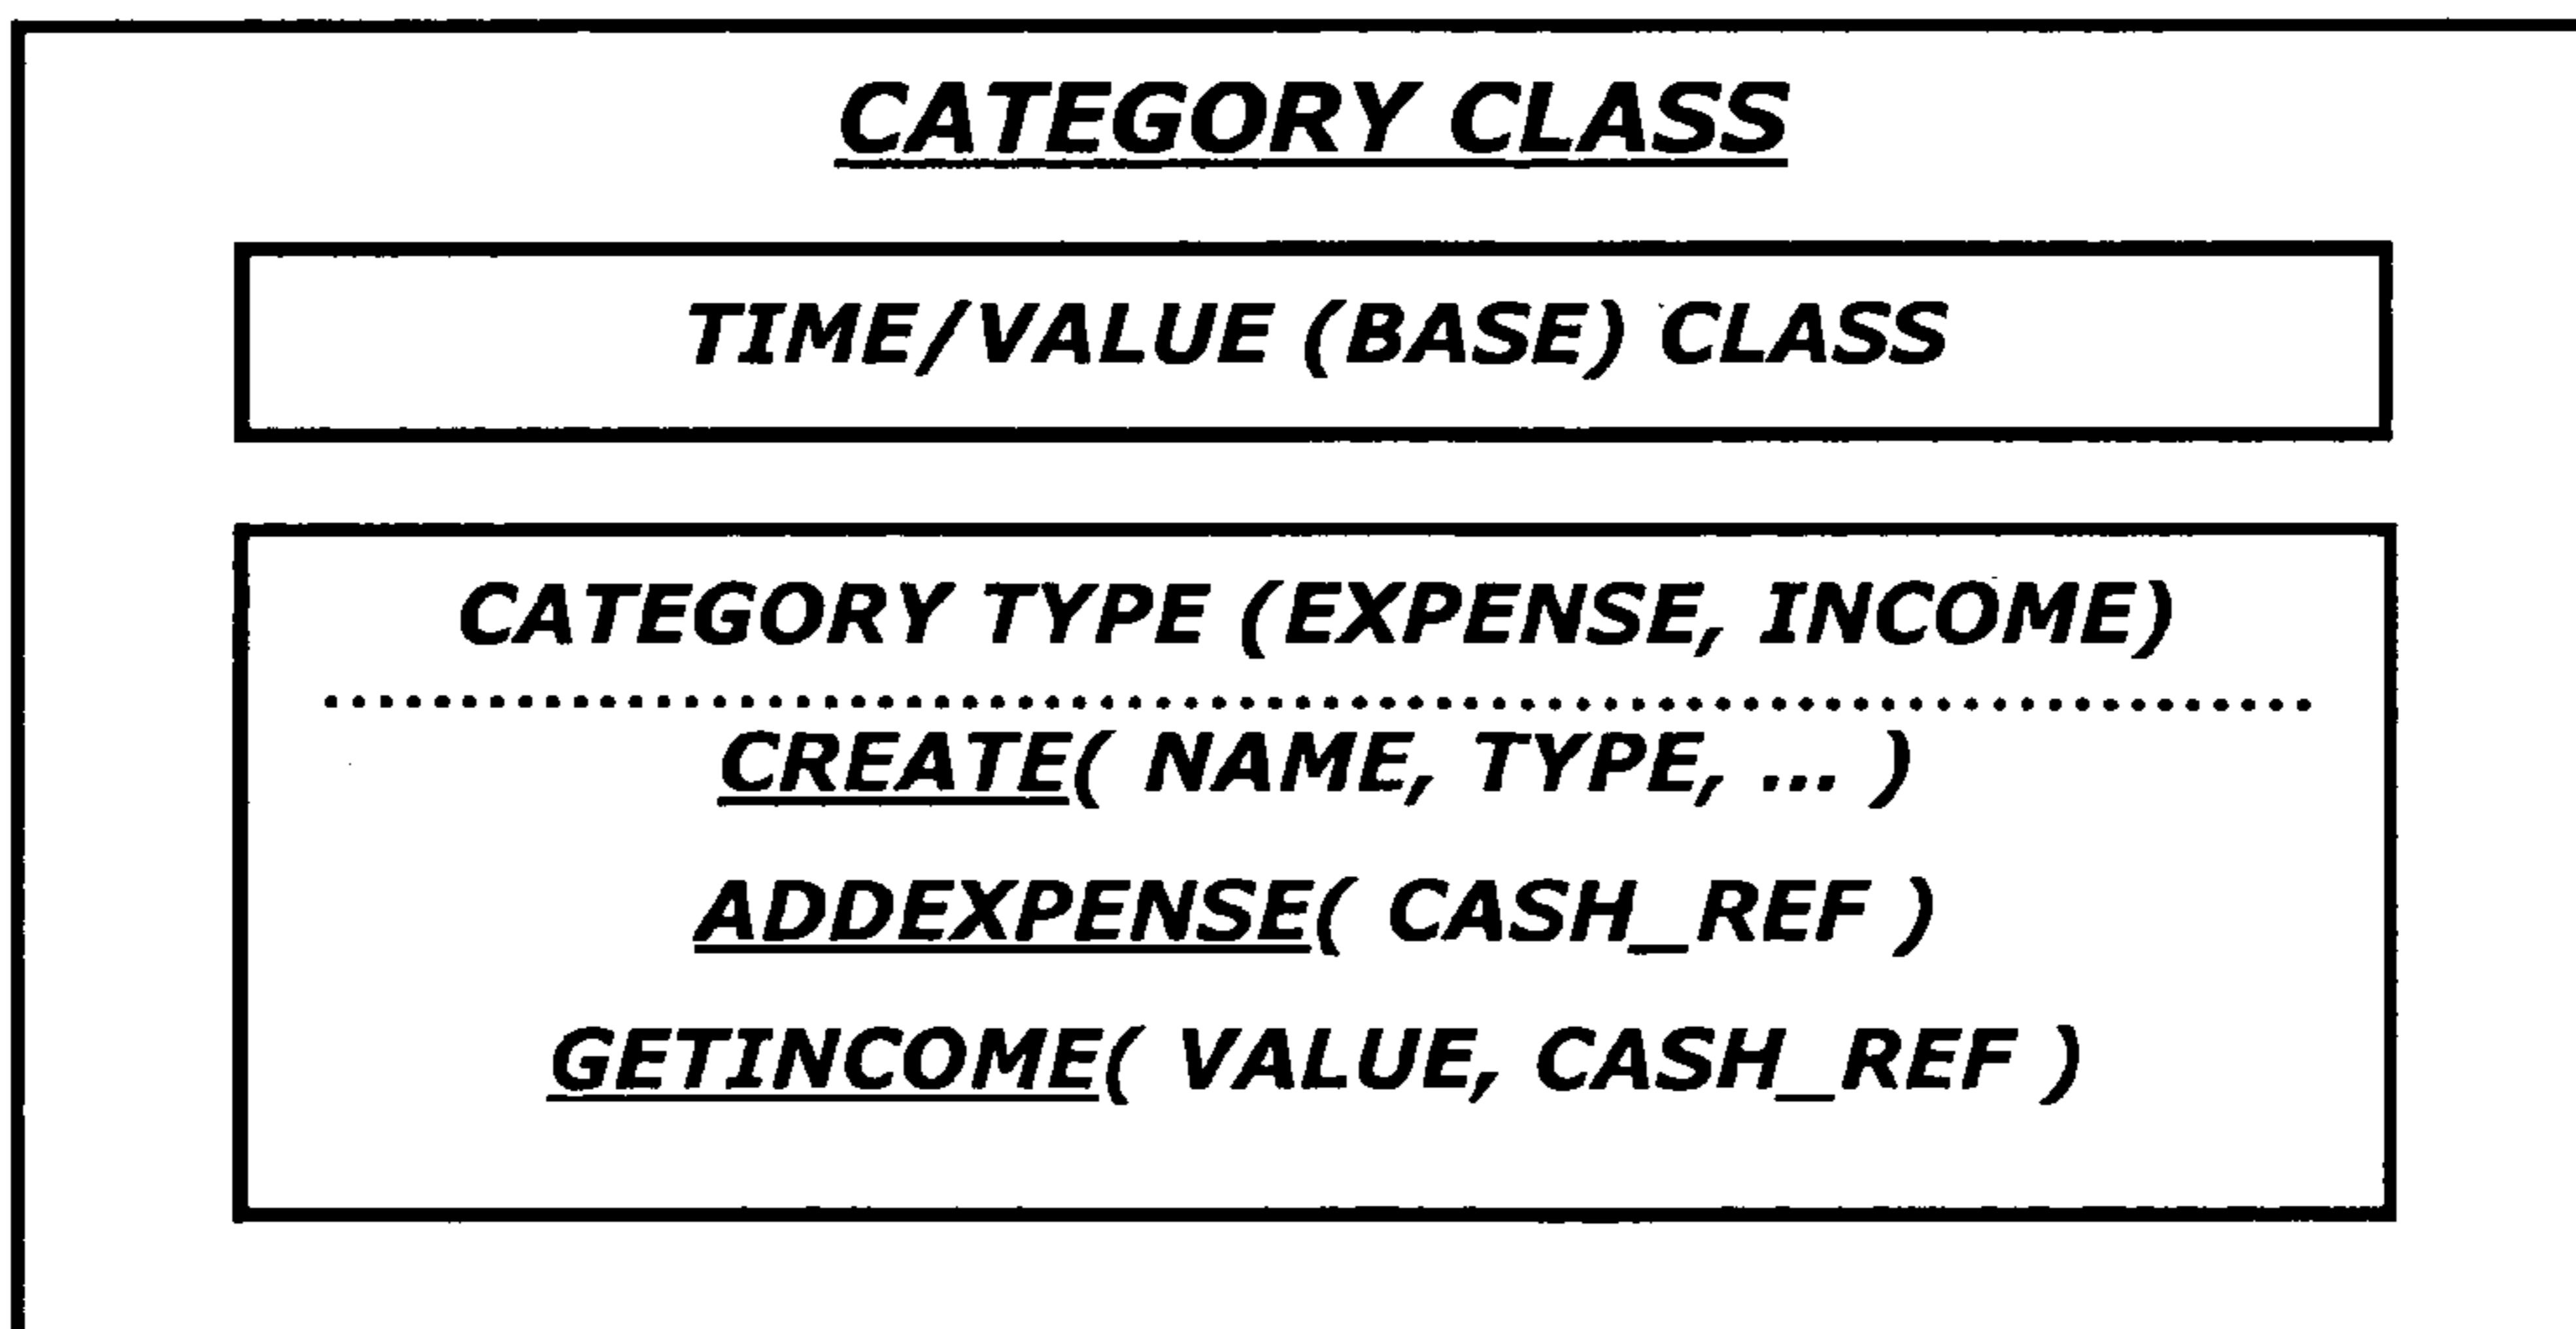 CATEGORY CLASS
TIME/VALUE (BASE) CLASS
CATEGORY TYPE (EXPENSE, INCOME)
CREATE( NAME, TYPE, ... )
ADDEXPENSE( CASH_REF )
GETINCOME( VALUE, CASH_REF )